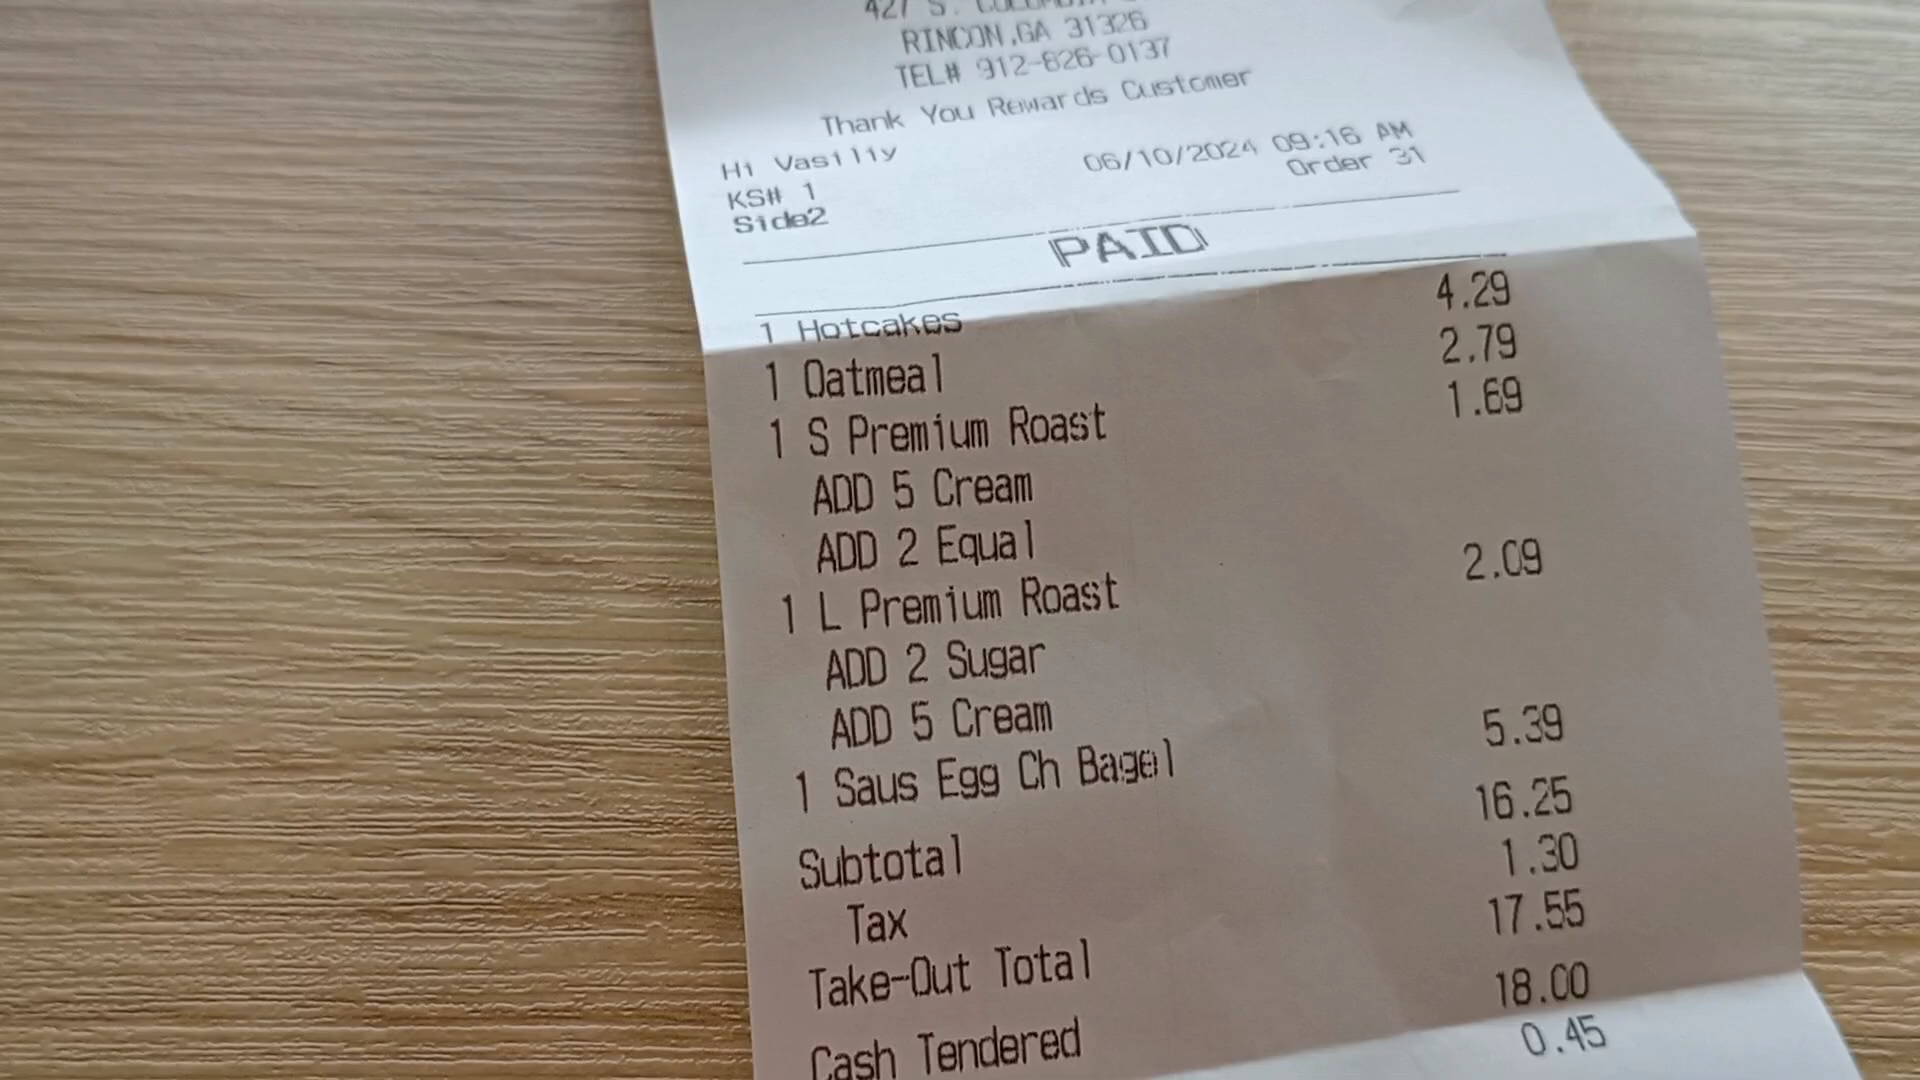 427 S.
RINCON ,GA 31326
TEL# 912-826-0137
Thank You Rewards Customer
Hi Vasiliy
KS# 1 06/10/2024 09:16 AM
Side2 Order 31
PAID
1 Hotcakes 4.29
1 Oatmeal 2.79
1 S Premium Roast 1.69
ADD 5 Cream
ADD 2 Equal
1 L Premium Roast 2.09
ADD 2 Sugar
ADD 5 Cream
1 Saus Egg Ch Bagel 5.39
Subtotal 16.25
Tax 1.30
Take-Out Total 17.55
Cash Tendered 18.00
0.45